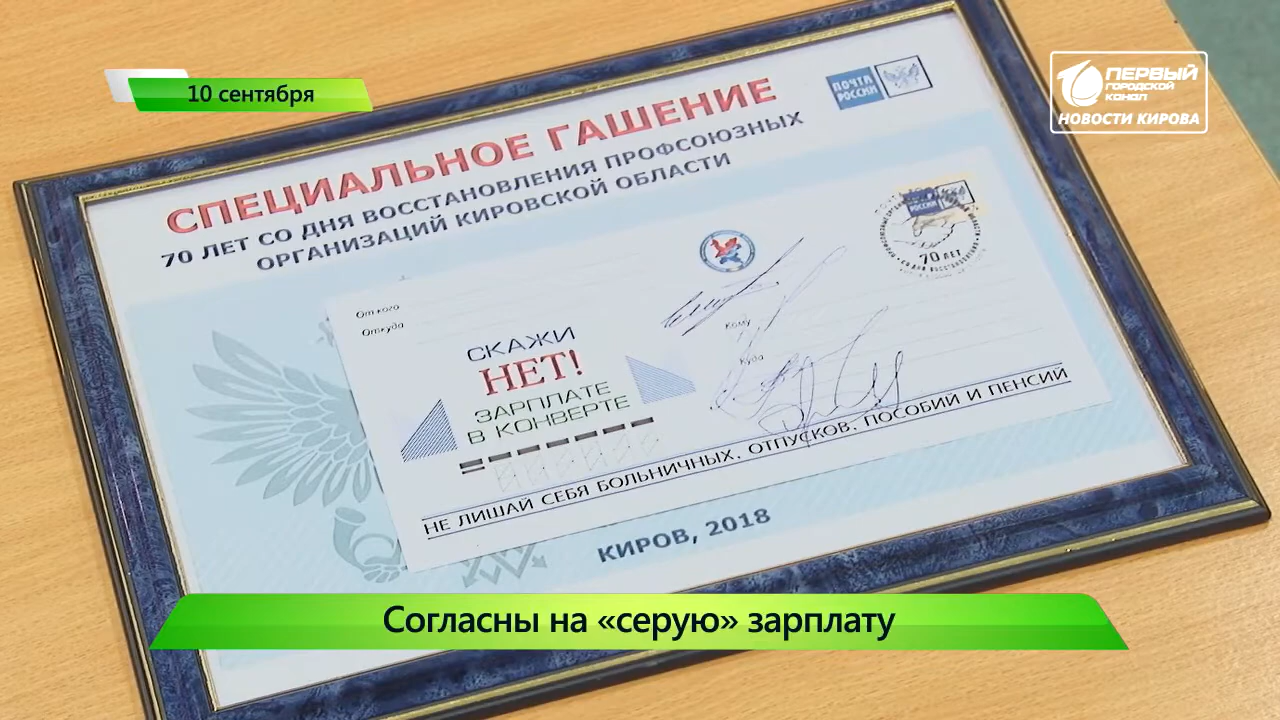 10 сентября
ПЕРВЫЙ
ГОРОДСКОЙ
КАНАЛ
НОВОСТИ КИРОВА
ПОЧТА
РОССИИ
СПЕЦИАЛЬНОЕ ГАШЕНИЕ
70 ЛЕТ СО ДНЯ ВОССТАНОВЛЕНИЯ ПРОФСОЮЗНЫХ
ОРГАНИЗАЦИЙ КИРОВСКОЙ ОБЛАСТИ
РОССИИ
70 ЛЕТ
От кого
Откуда
СКАЖИ
НЕТ!
ЗАРПЛАТЕ
В КОНВЕРТЕ
Кому
Куда
НЕ ЛИШАЙ СЕБЯ БОЛЬНИЧНЫХ, ОТПУСКОВ, ПОСОБИЙ И ПЕНСИЙ
КИРОВ, 2018
Согласны на «серую» зарплату